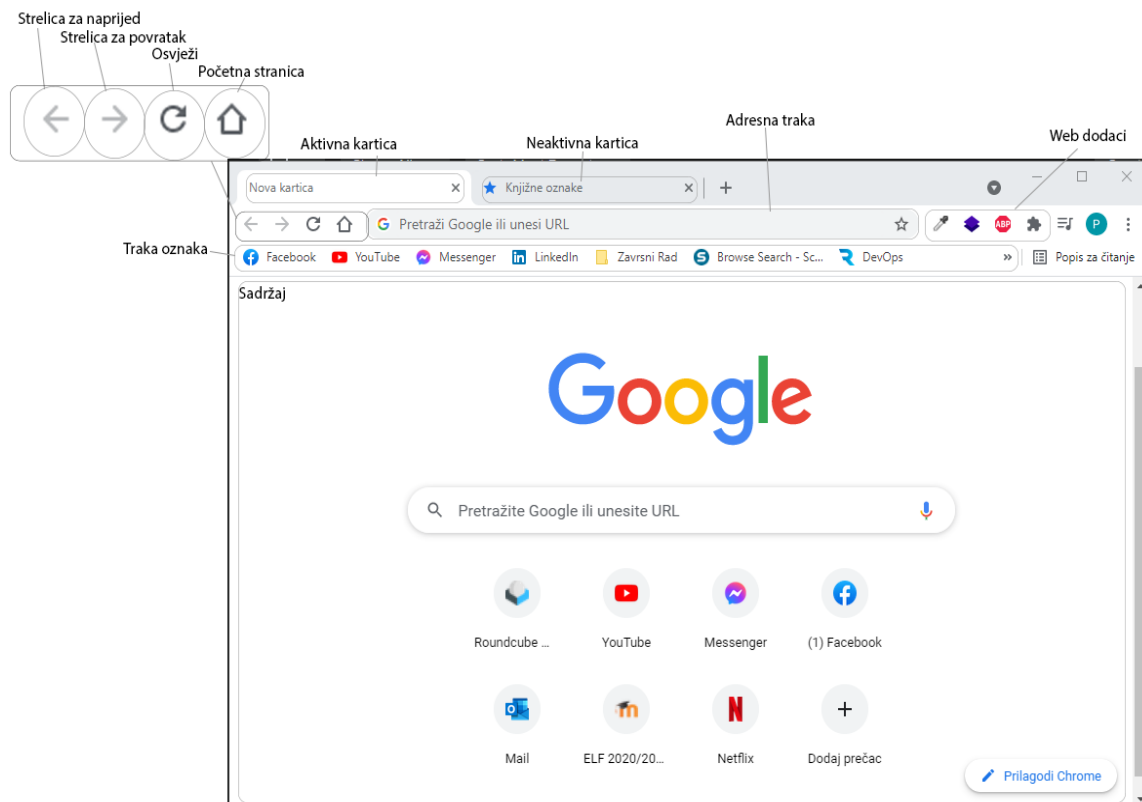 Strelica za naprijed
Strelica za povratak
Osvježi
Početna stranica
Adresna traka
Aktivna kartica
Neaktivna kartica
Web dodaci
Nova kartica
Knjižne oznake
Pretraži Google ili unesi URL
ABP
P
Traka oznaka
Facebook
YouTube
Messenger
LinkedIn
Zavrsni Rad
Browse Search - Sc...
DevOps
»
Popis za čitanje
Sadržaj
Google
Pretražite Google ili unesite URL
Roundcube ...
YouTube
Messenger
(1) Facebook
Mail
ELF 2020/20...
Netflix
Dodaj prečac
Prilagodi Chrome